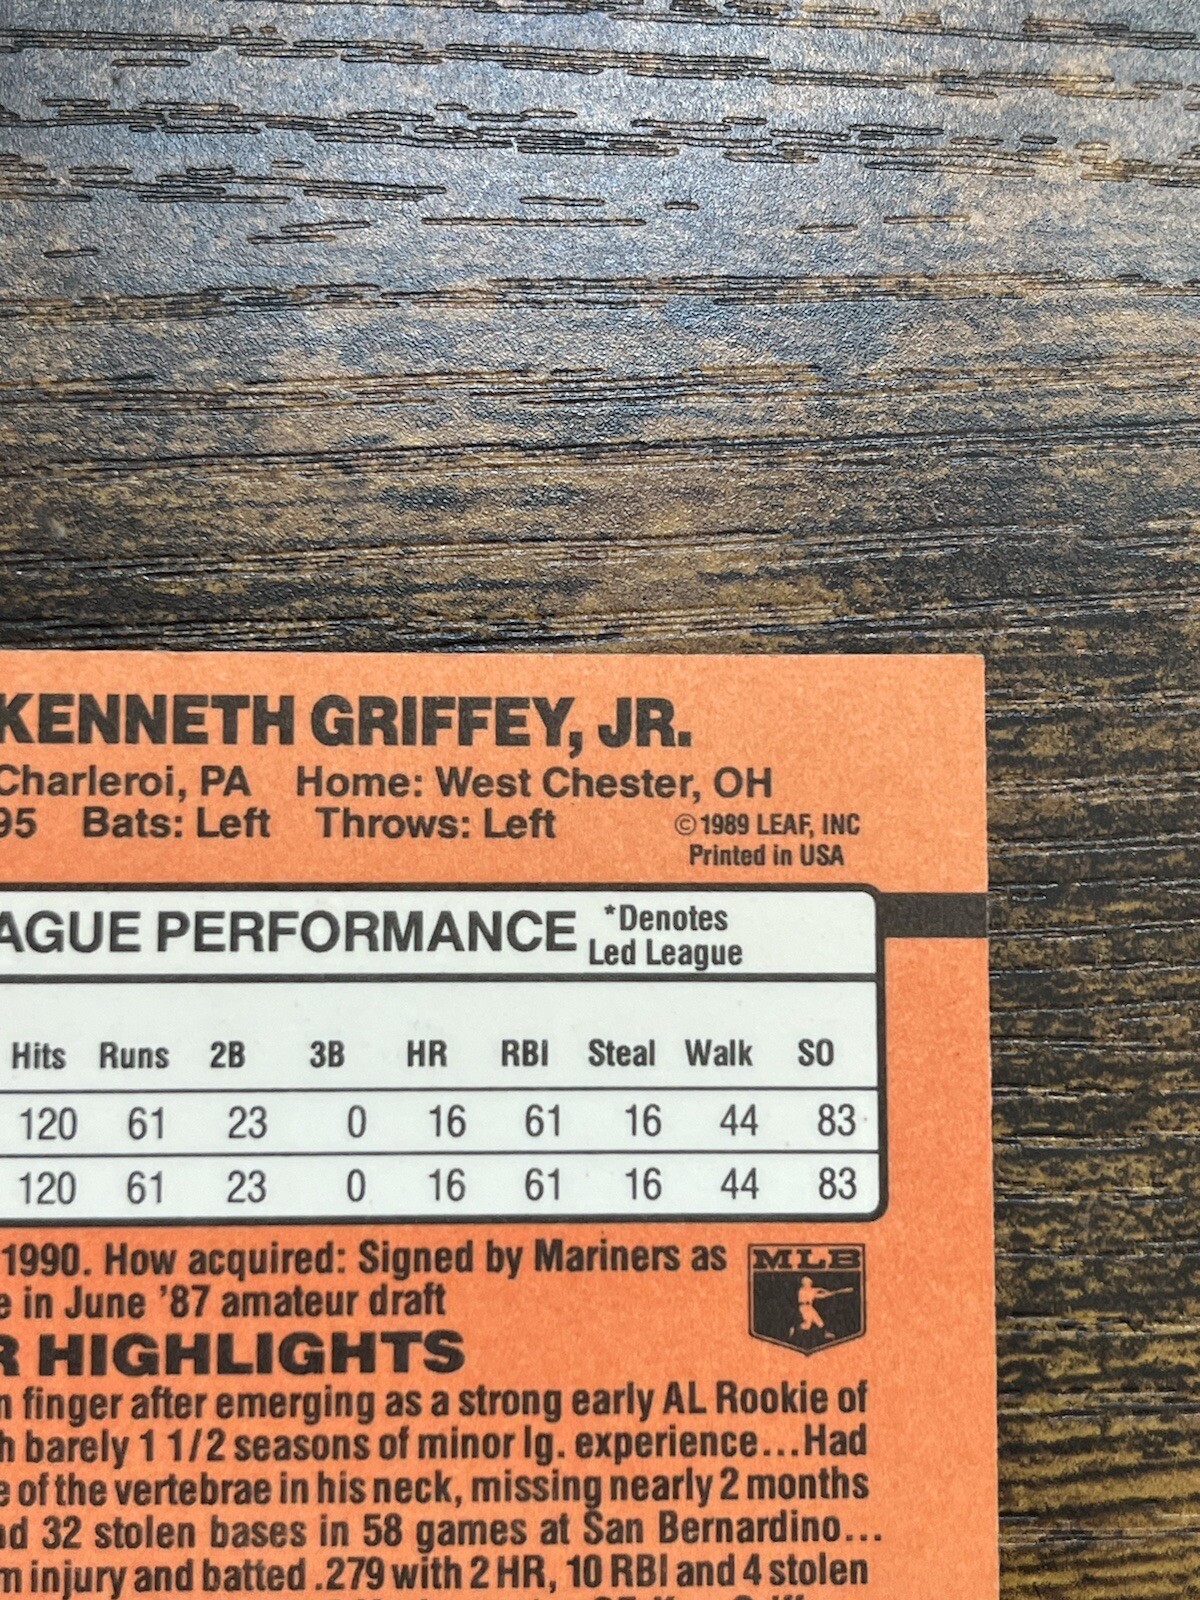 KENNETH GRIFFEY, JR.
Charleroi, PA Home: West Chester, OH
95 Bats: Left Throws: Left
© 1989 LEAF, INC
Printed in USA
AGUE PERFORMANCE
*Denotes
Led League
Hits Runs 2B 3B HR RBI Steal Walk SO
120 61 23 0 16 61 16 44 83
120 61 23 0 16 61 16 44 83
1990. How acquired: Signed by Mariners as
e in June '87 amateur draft
MLB
R HIGHLIGHTS
n finger after emerging as a strong early AL Rookie of
h barely 1 1/2 seasons of minor lg. experience...Had
e of the vertebrae in his neck, missing nearly 2 months
nd 32 stolen bases in 58 games at San Bernardino...
m injury and batted .279 with 2 HR, 10 RBI and 4 stolen